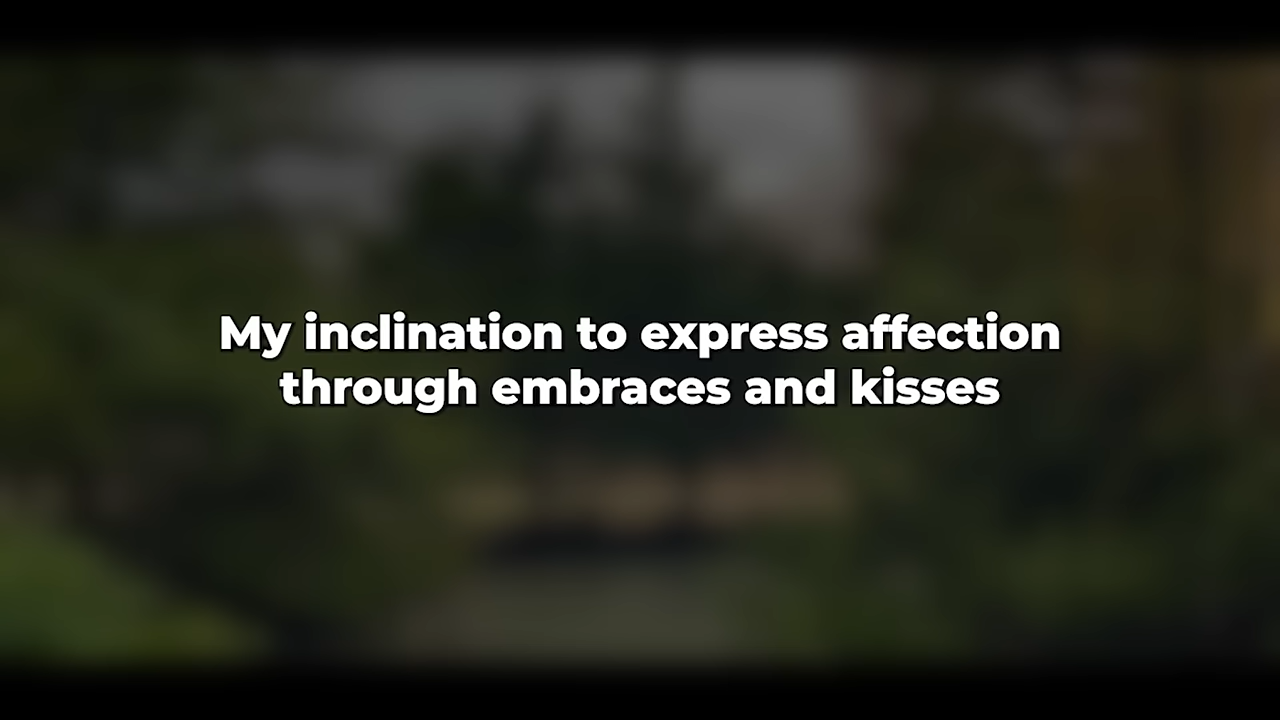 My inclination to express affection
through embraces and kisses